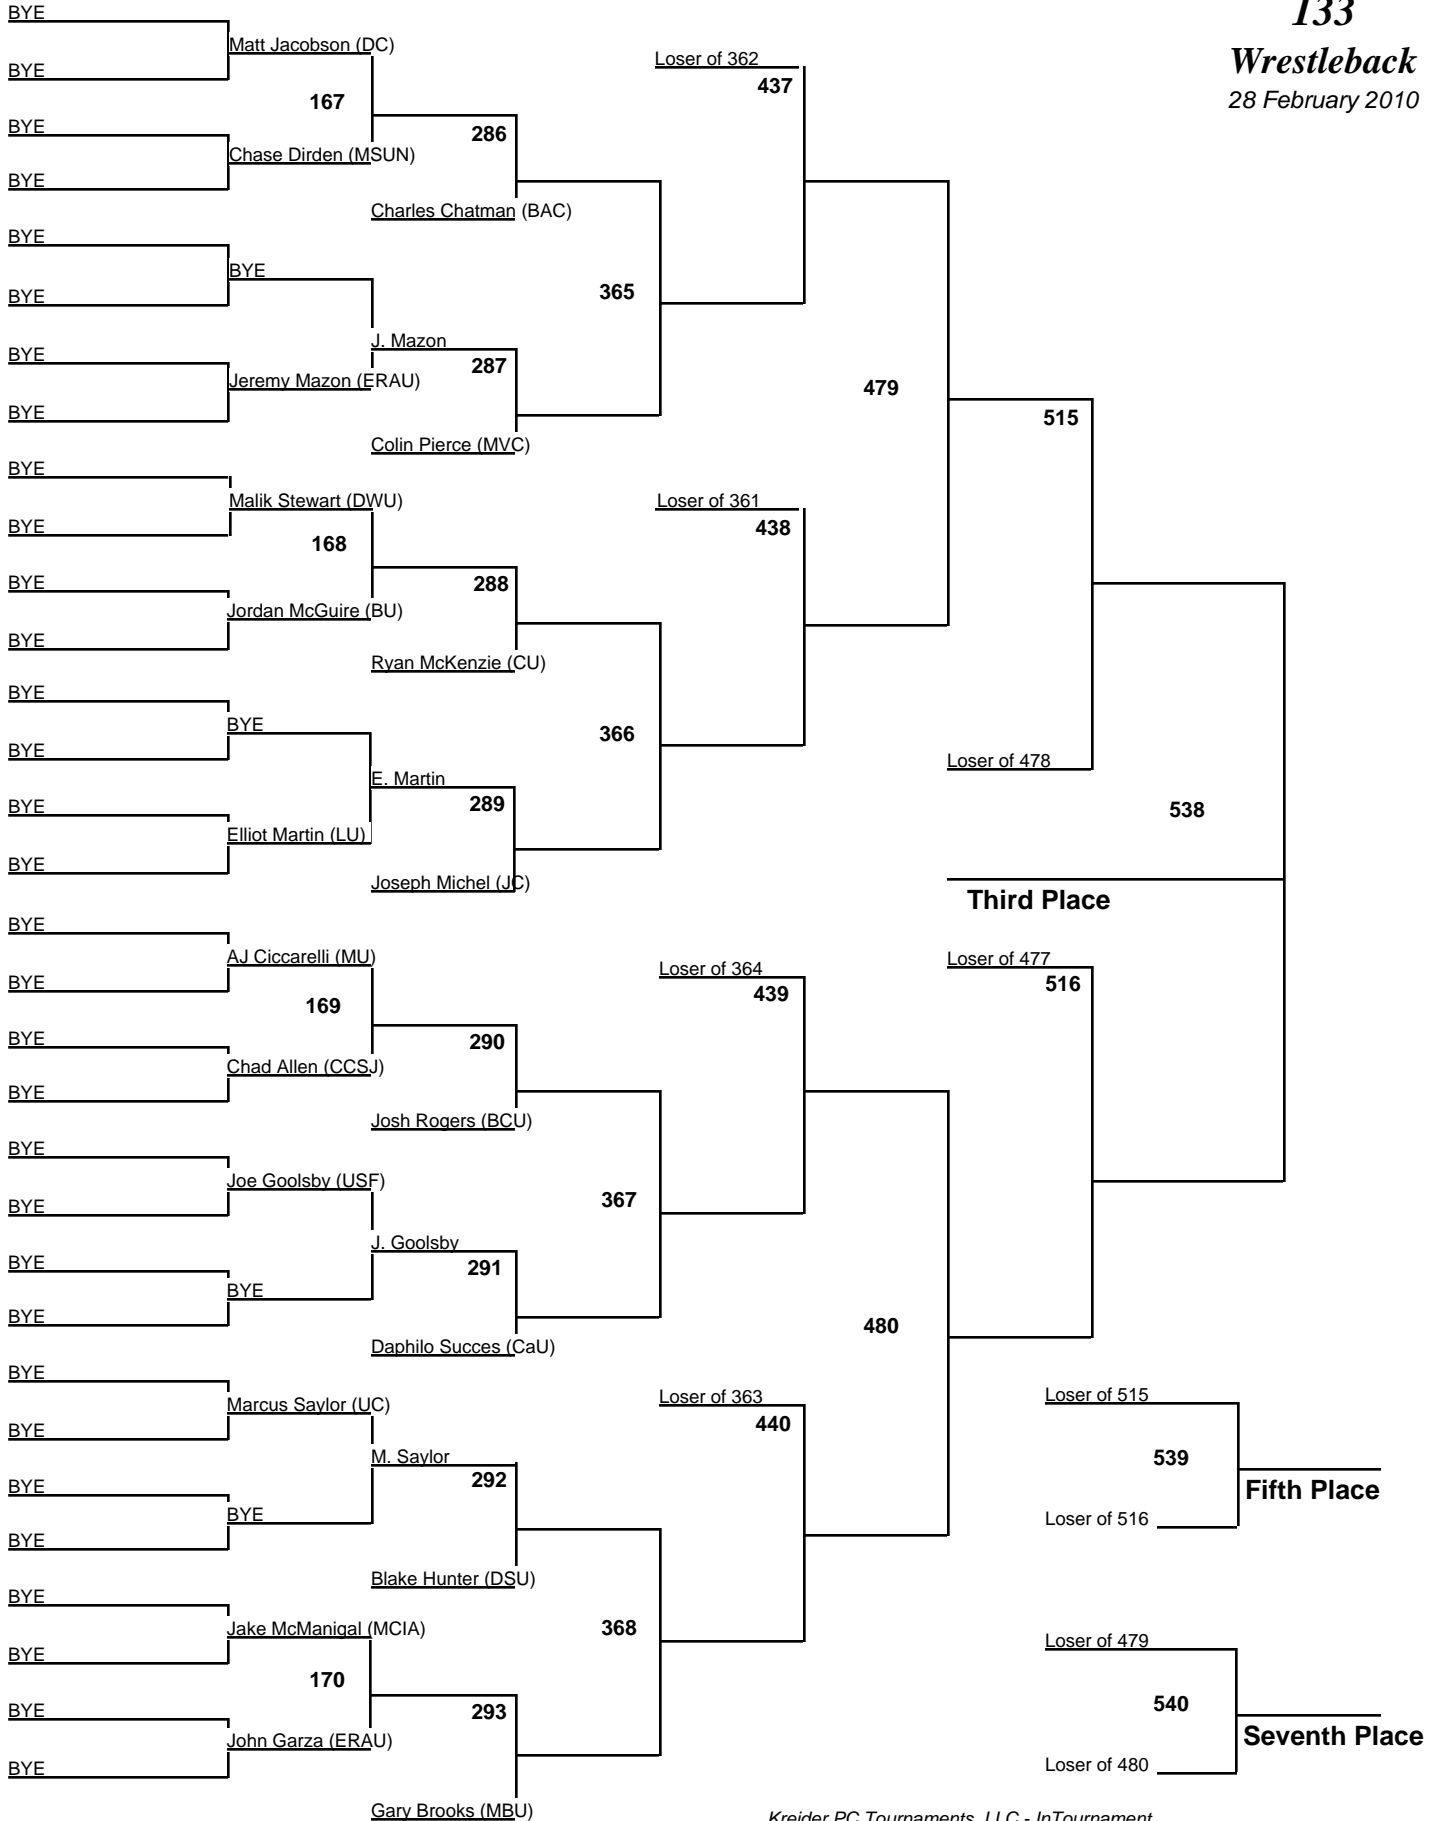 133
Wrestleback
28 February 2010
BYE
Matt Jacobson (DC)
Loser of 362
BYE
437
167
BYE
286
Chase Dirden (MSUN)
BYE
Charles Chatman (BAC)
BYE
BYE
365
BYE
J. Mazon
BYE
287
Jeremy Mazon (ERAU)
479
BYE
515
Colin Pierce (MVC)
BYE
Malik Stewart (DWU)
Loser of 361
BYE
438
168
BYE
288
Jordan McGuire (BU)
BYE
Ryan McKenzie (CU)
BYE
BYE
366
BYE
Loser of 478
E. Martin
BYE
289
538
Elliot Martin (LU)
BYE
Joseph Michel (JC)
Third Place
BYE
AJ Ciccarelli (MU)
Loser of 364
Loser of 477
BYE
439
516
169
BYE
290
Chad Allen (CCSJ)
BYE
Josh Rogers (BCU)
BYE
Joe Goolsby (USF)
367
BYE
J. Goolsby
BYE
291
BYE
BYE
480
Daphilo Succes (CaU)
BYE
Marcus Saylor (UC)
Loser of 363
Loser of 515
BYE
440
M. Saylor
539
BYE
292
Fifth Place
BYE
Loser of 516
BYE
Blake Hunter (DSU)
BYE
Jake McManigal (MCIA)
368
Loser of 479
BYE
170
540
BYE
293
John Garza (ERAU)
Seventh Place
BYE
Loser of 480
Gary Brooks (MBU)
Kreider PC Tournaments, LLC - InTournament